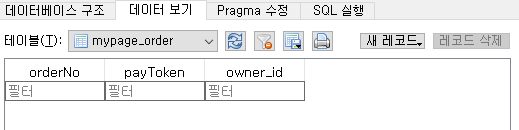 데이터베이스 구조 데이터 보기 Pragma 수정 SQL 실행
테이블(T): mypage_order 새 레코드 레코드 삭제
orderNo payToken owner_id
필터 필터 필터